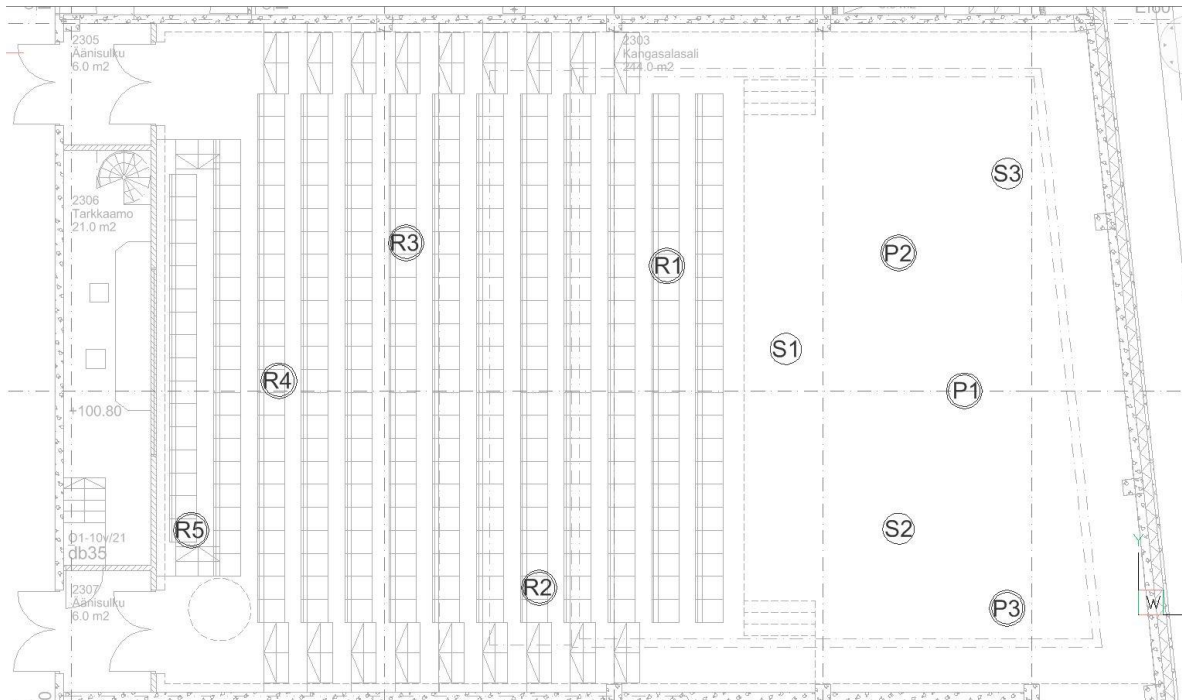 2305
Äänisulku
6.0 m2
2303
Kangasalasali
244.0 m2
2306
Tarkkaamo
21.0 m2
S3
R3
P2
R1
S1
R4
P1
+100.80
R5
S2
Q1-10v/21
db35
R2
2307
Äänisulku
6.0 m2
P3
Y
W